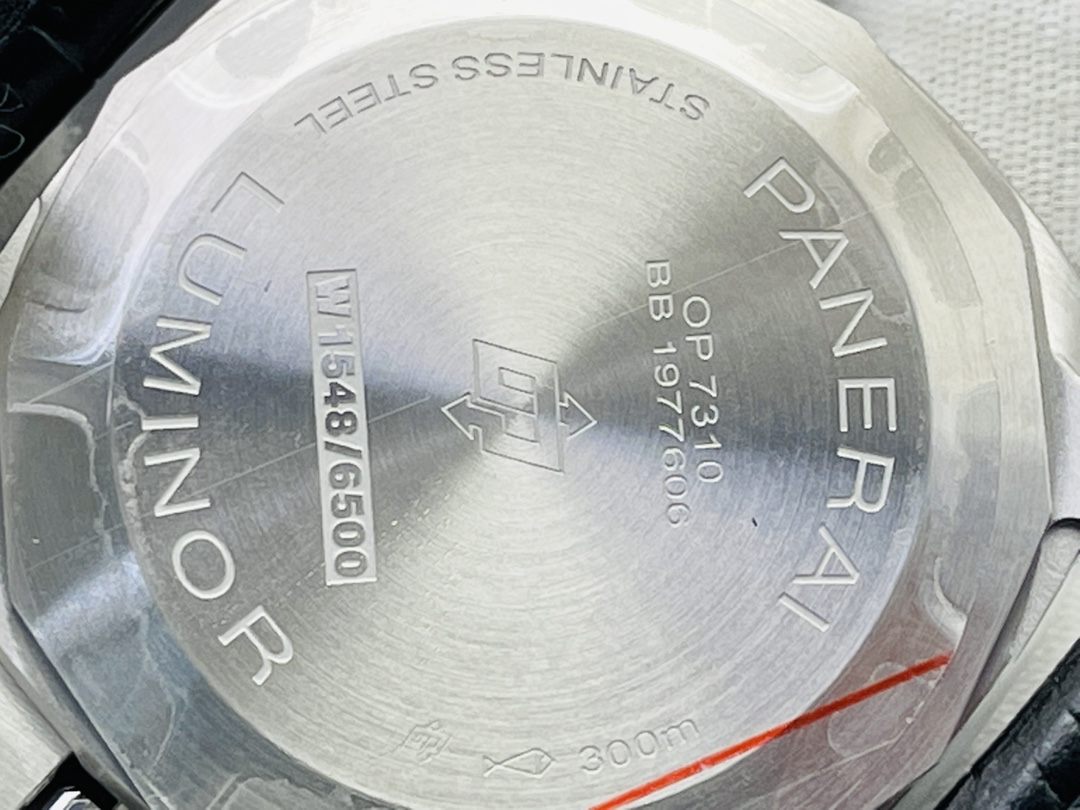 PANERAI
OP 7310
BB 1977606
W1548/6500
LUMINOR
STAINLESS STEEL
300m